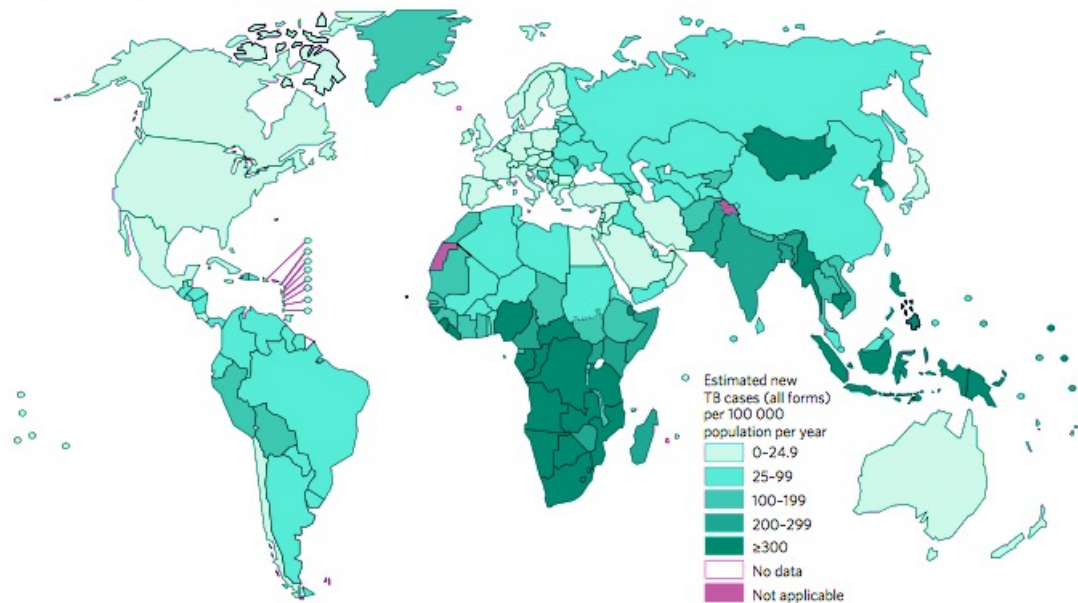 Estimated new
TB cases (all forms)
per 100 000
population per year
0–24.9
25–99
100–199
200–299
≥300
No data
Not applicable